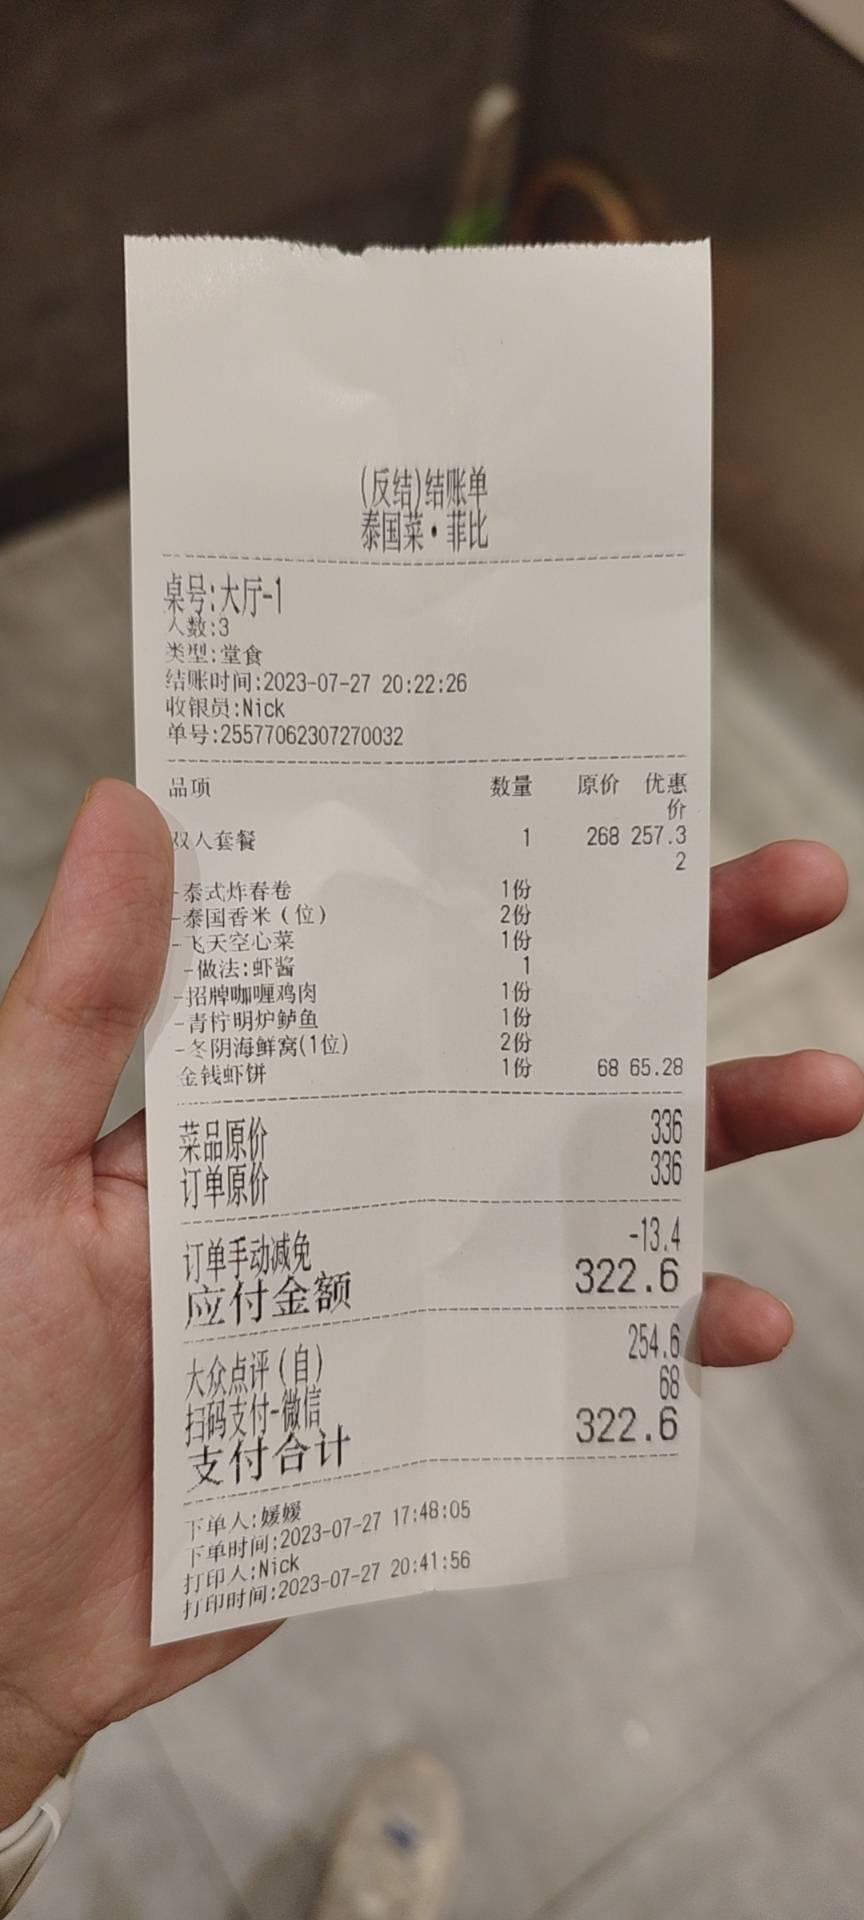 (反结)结账单
泰国菜•菲比
桌号:大厅-1
人数:3
类型:堂食
结账时间:2023-07-27 20:22:26
收银员:Nick
单号:25577062307270032
品项 数量 原价 优惠
价
双人套餐 1 268 257.3
2
-泰式炸春卷 1份
-泰国香米(位) 2份
-飞天空心菜 1份
-做法:虾酱 1
-招牌咖喱鸡肉 1份
-青柠明炉鲈鱼 1份
-冬阴海鲜窝(1位) 2份
金钱虾饼 1份 68 65.28
菜品原价 336
订单原价 336
订单手动减免 -13.4
应付金额 322.6
大众点评(自) 254.6
扫码支付-微信 68
支付合计 322.6
下单人:媛媛
下单时间:2023-07-27 17:48:05
打印人:Nick
打印时间:2023-07-27 20:41:56